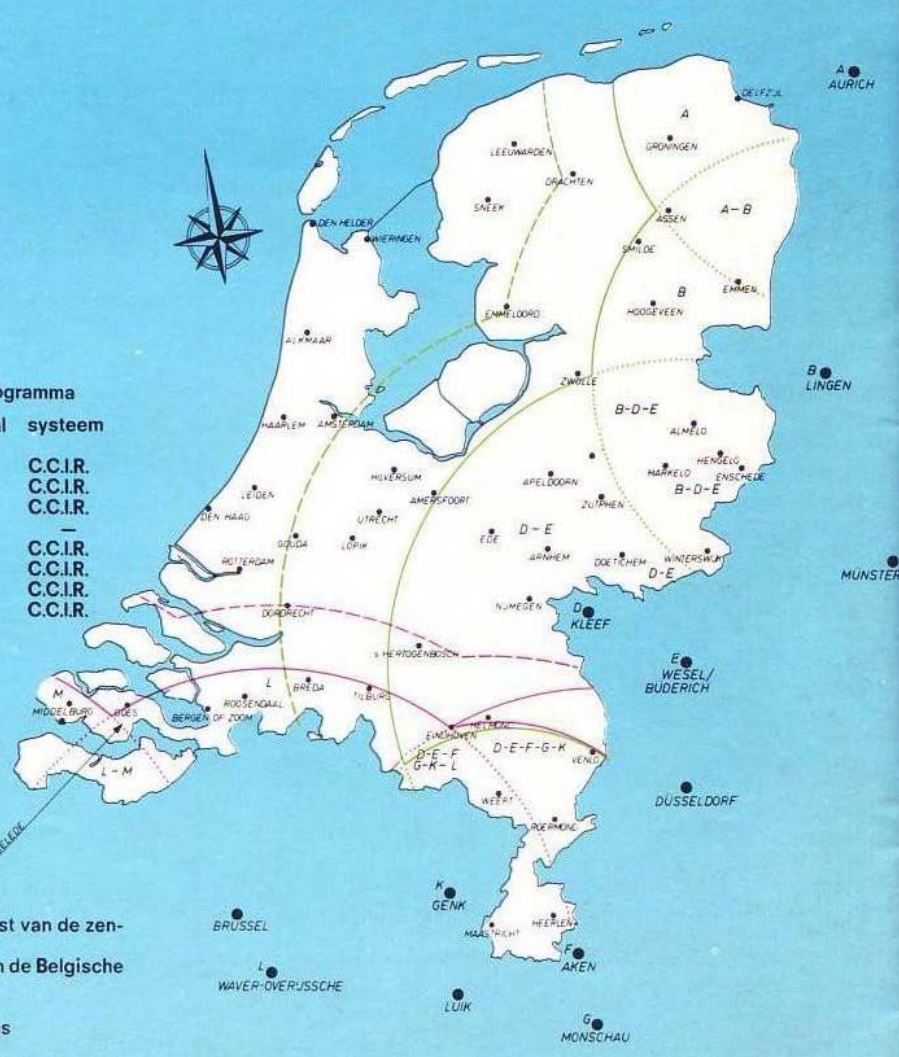 A
AURICH
DELFZIJL
A
GRONINGEN
LEEUWARDEN
DRACHTEN
SNEEK
ASSEN
A-B
DEN HELDER
WIERINGEN
SMILDE
EMMEN
B
HOOGEVEEN
EMMELOORD
ALKMAAR
B
LINGEN
ZWOLLE
ogramma
al systeem
B-D-E
ALMELO
HAARLEM
AMSTERDAM
HENGELO
MARKELO
ENSCHEDE
C.C.I.R.
C.C.I.R.
C.C.I.R.
—
C.C.I.R.
C.C.I.R.
C.C.I.R.
C.C.I.R.
HILVERSUM
APELDOORN
B-D-E
LEIDEN
AMERSFOORT
ZUTPHEN
DEN HAAG
UTRECHT
GOUDA
LOPIK
EDE
D-E
ARNHEM
DOETICHEM
WINTERSWIJK
ROTTERDAM
D-E
MÜNSTER
DORDRECHT
NIJMEGEN
D
KLEEF
s HERTOGENBOSCH
E
WESEL/
BÜDERICH
M
MIDDELBURG
GOES
L
BREDA
ROOSENDAAL
BERGEN OP ZOOM
TILBURG
HELMOND
EINDHOVEN
D-E-F-G-K
D-E-F
G-K-L
VENLO
L-M
WEERT
DÜSSELDORF
ROERMOND
ELEDE
K
GENK
BRUSSEL
MAASTRICHT
HEERLEN
st van de zen-
F
AKEN
n de Belgische
L
WAVER-OVERIJSSCHE
LUIK
G
MONSCHAU
s